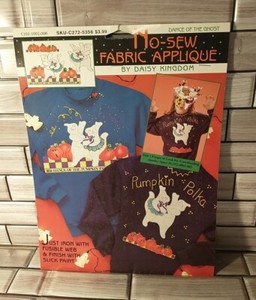 SKU-C272-5356 $3.99
DANCE OF THE GHOST
No-SEW
FABRIC APPLIQUÉ
BY DAISY KINGDOM
Pumpkin Polka
JUST IRON WITH
FUSIBLE WEB
& FINISH WITH
SLICK PAINT